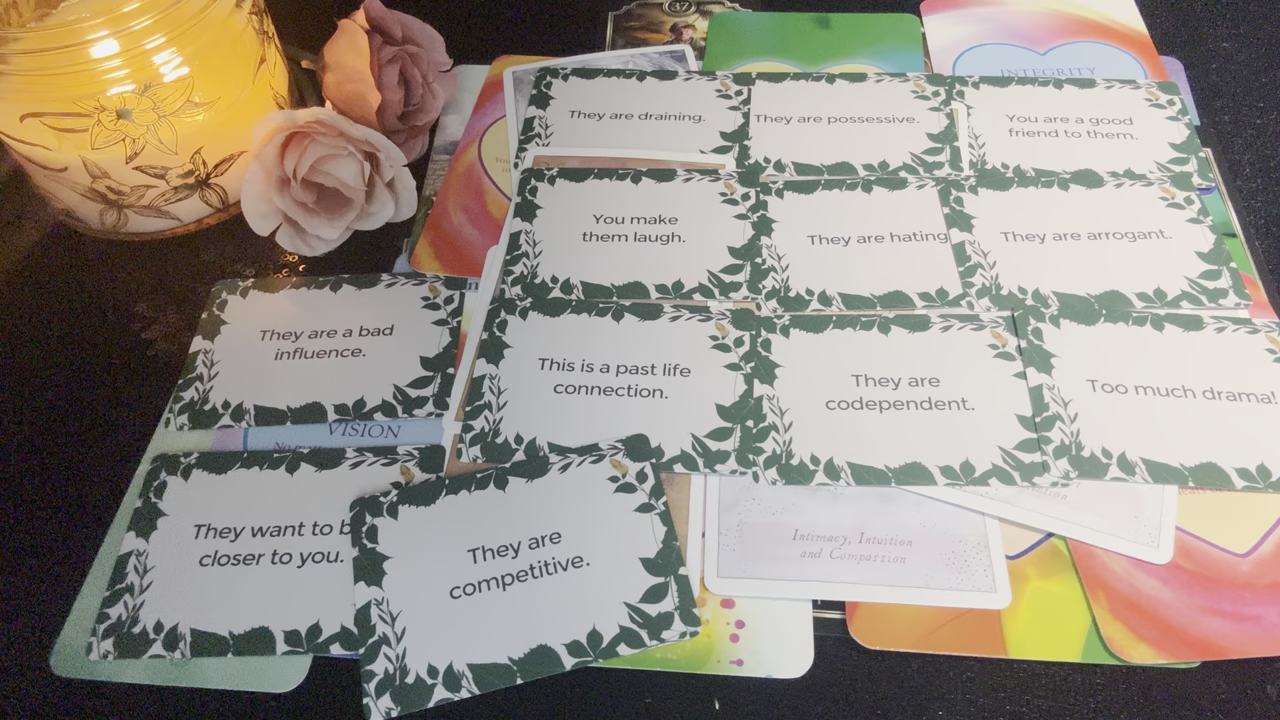 37
INTEGRITY
They are draining.
They are possessive.
You are a good
friend to them.
You make
them laugh.
They are hating
They are arrogant.
They are a bad
influence.
This is a past life
connection.
They are
codependent.
Too much drama!
VISION
They want to b
closer to you.
They are
competitive.
Intimacy, Intuition
and Compassion